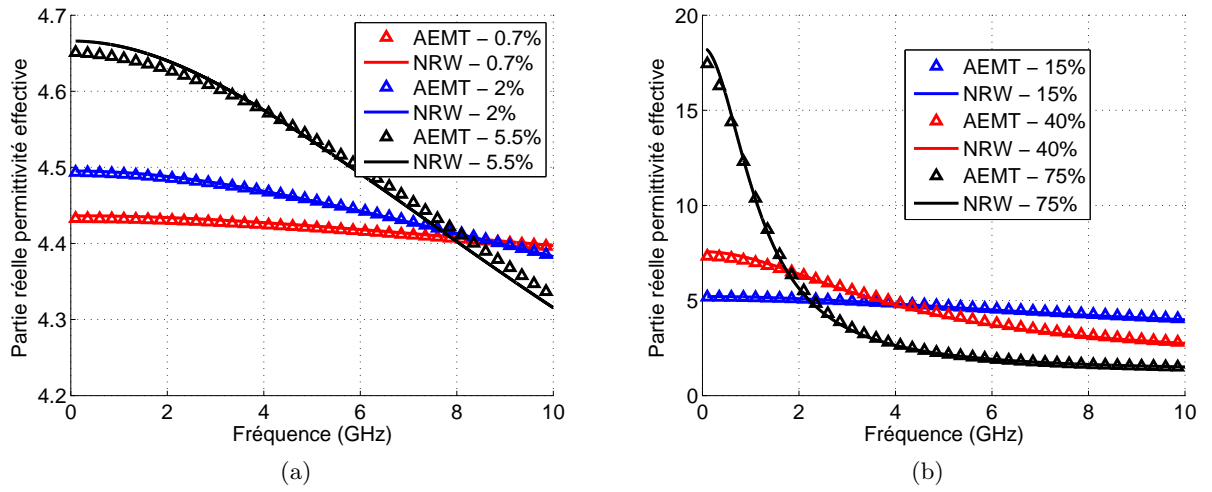 4.7
4.6
4.5
4.4
4.3
4.2
Partie réelle permittivité effective
0
2
4
6
8
10
Fréquence (GHz)
AEMT – 0.7%
NRW – 0.7%
AEMT – 2%
NRW – 2%
AEMT – 5.5%
NRW – 5.5%
(a)
20
15
10
5
0
Partie réelle permittivité effective
0
2
4
6
8
10
Fréquence (GHz)
AEMT – 15%
NRW – 15%
AEMT – 40%
NRW – 40%
AEMT – 75%
NRW – 75%
(b)